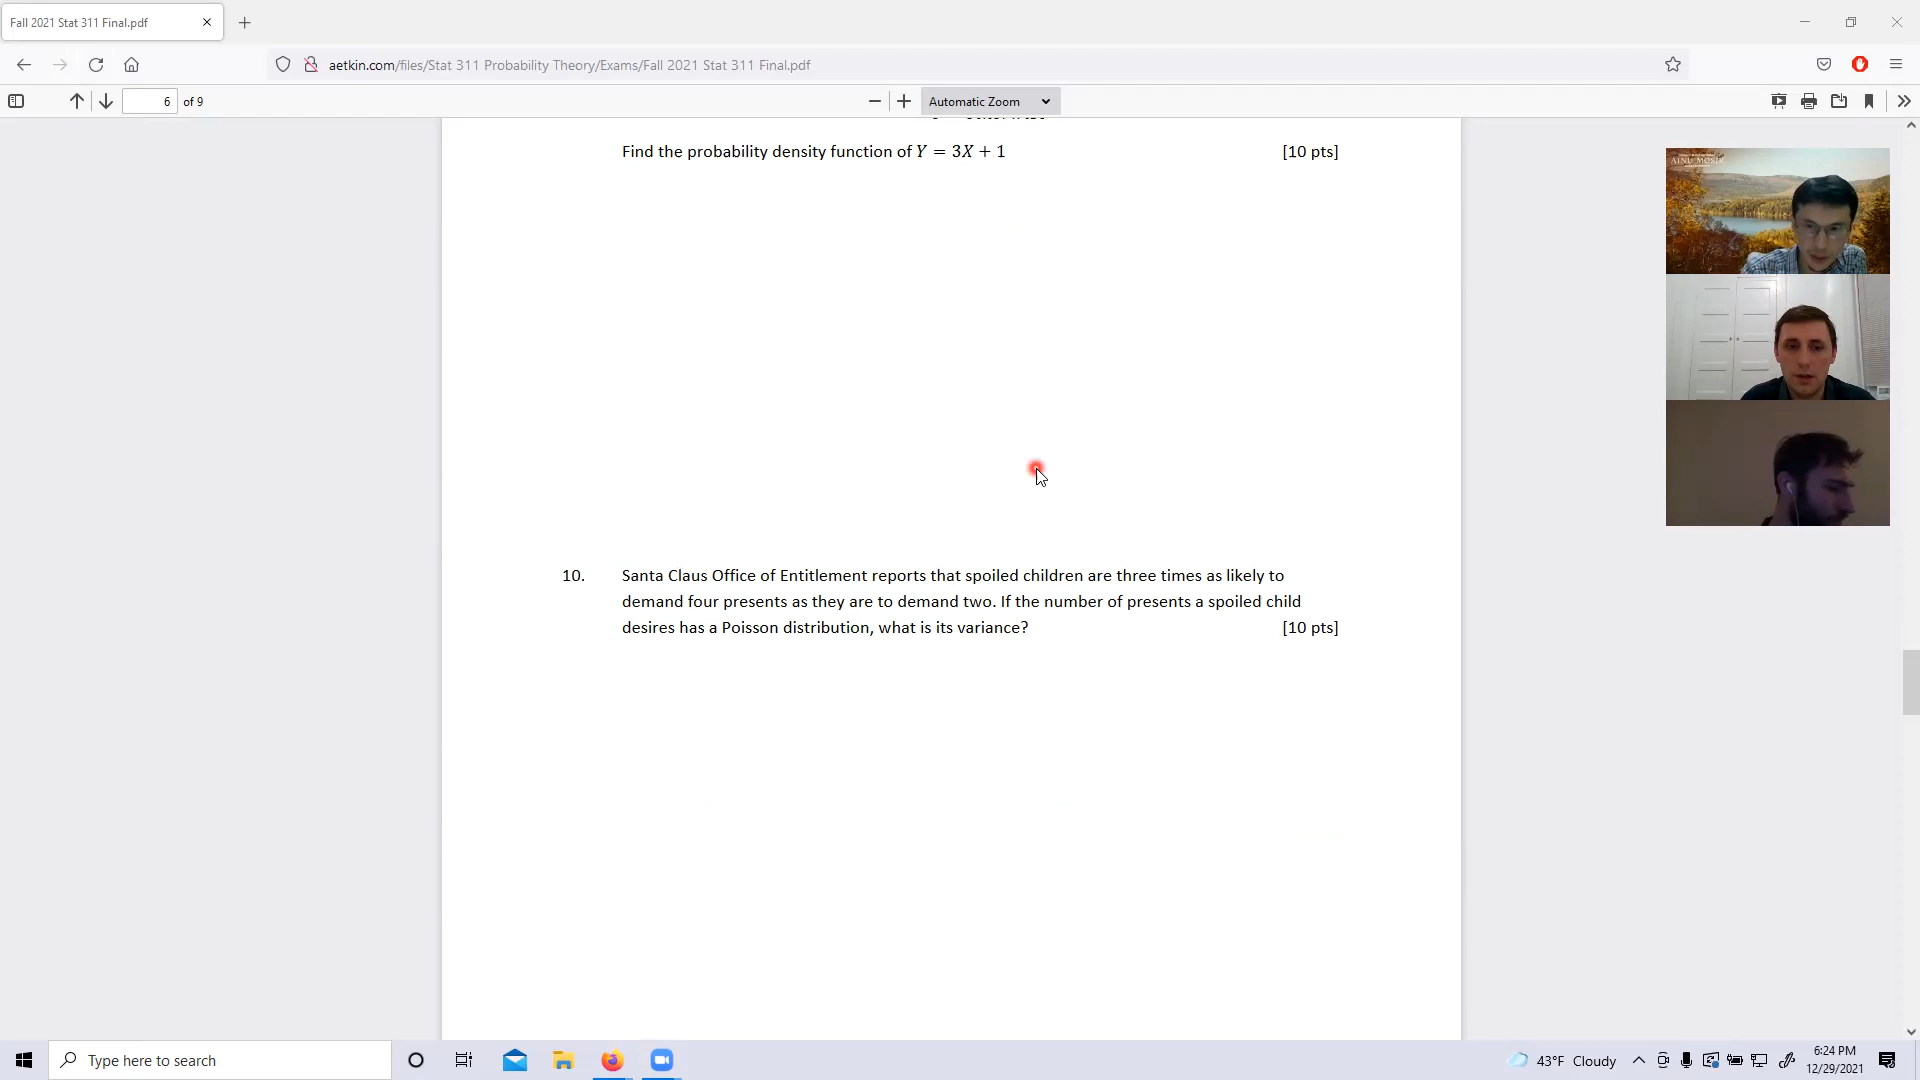 Fall 2021 Stat 311 Final.pdf
aetkin.com/files/Stat 311 Probability Theory/Exams/Fall 2021 Stat 311 Final.pdf
6 of 9
Automatic Zoom
Find the probability density function of Y = 3X + 1 [10 pts]
AINU MOSIR
10. Santa Claus Office of Entitlement reports that spoiled children are three times as likely to
demand four presents as they are to demand two. If the number of presents a spoiled child
desires has a Poisson distribution, what is its variance? [10 pts]
Type here to search
43°F Cloudy
6:24 PM
12/29/2021